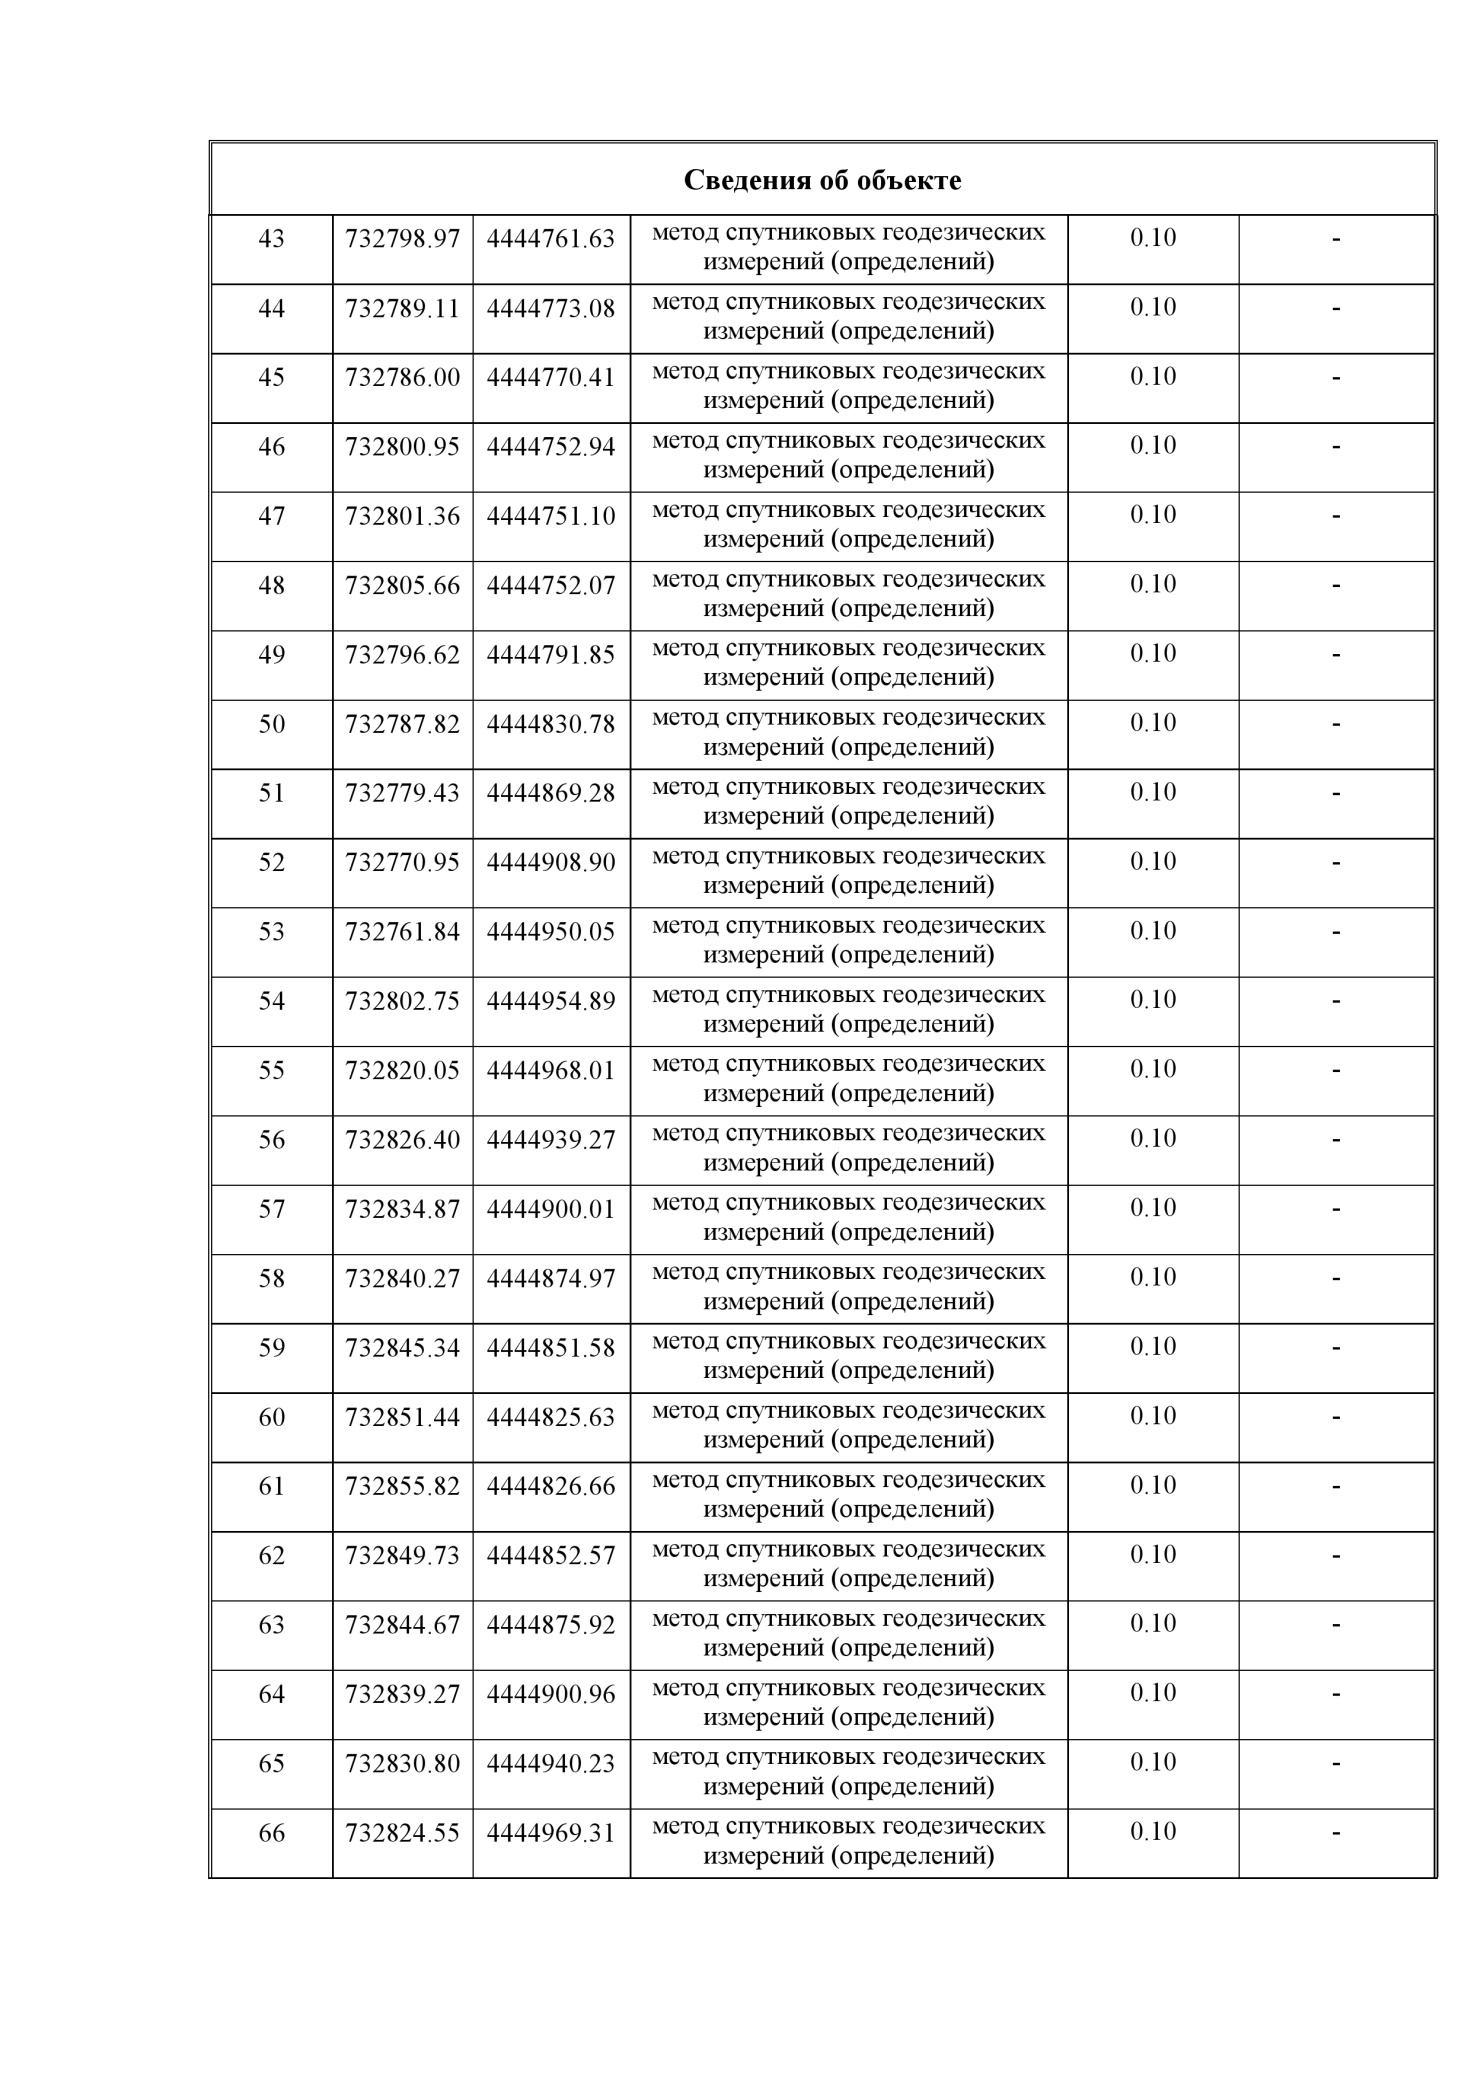 Сведения об объекте
43 732798.97 4444761.63 метод спутниковых геодезических 0.10 -
измерений (определений)
44 732789.11 4444773.08 метод спутниковых геодезических 0.10 -
измерений (определений)
45 732786.00 4444770.41 метод спутниковых геодезических 0.10 -
измерений (определений)
46 732800.95 4444752.94 метод спутниковых геодезических 0.10 -
измерений (определений)
47 732801.36 4444751.10 метод спутниковых геодезических 0.10 -
измерений (определений)
48 732805.66 4444752.07 метод спутниковых геодезических 0.10 -
измерений (определений)
49 732796.62 4444791.85 метод спутниковых геодезических 0.10 -
измерений (определений)
50 732787.82 4444830.78 метод спутниковых геодезических 0.10 -
измерений (определений)
51 732779.43 4444869.28 метод спутниковых геодезических 0.10 -
измерений (определений)
52 732770.95 4444908.90 метод спутниковых геодезических 0.10 -
измерений (определений)
53 732761.84 4444950.05 метод спутниковых геодезических 0.10 -
измерений (определений)
54 732802.75 4444954.89 метод спутниковых геодезических 0.10 -
измерений (определений)
55 732820.05 4444968.01 метод спутниковых геодезических 0.10 -
измерений (определений)
56 732826.40 4444939.27 метод спутниковых геодезических 0.10 -
измерений (определений)
57 732834.87 4444900.01 метод спутниковых геодезических 0.10 -
измерений (определений)
58 732840.27 4444874.97 метод спутниковых геодезических 0.10 -
измерений (определений)
59 732845.34 4444851.58 метод спутниковых геодезических 0.10 -
измерений (определений)
60 732851.44 4444825.63 метод спутниковых геодезических 0.10 -
измерений (определений)
61 732855.82 4444826.66 метод спутниковых геодезических 0.10 -
измерений (определений)
62 732849.73 4444852.57 метод спутниковых геодезических 0.10 -
измерений (определений)
63 732844.67 4444875.92 метод спутниковых геодезических 0.10 -
измерений (определений)
64 732839.27 4444900.96 метод спутниковых геодезических 0.10 -
измерений (определений)
65 732830.80 4444940.23 метод спутниковых геодезических 0.10 -
измерений (определений)
66 732824.55 4444969.31 метод спутниковых геодезических 0.10 -
измерений (определений)